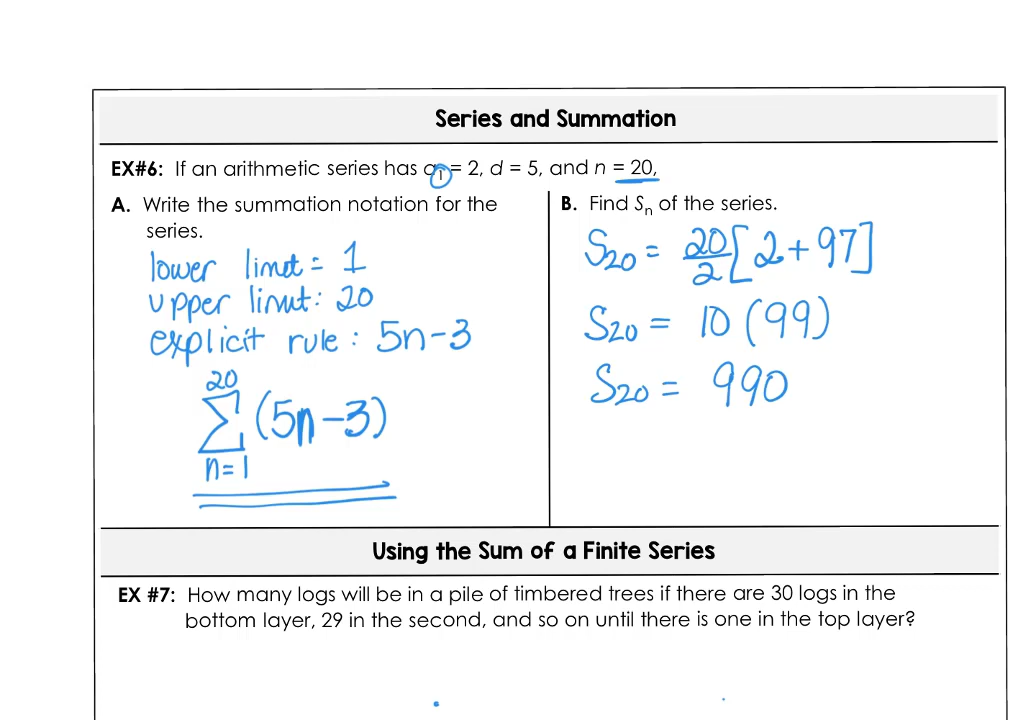 Series and Summation
EX#6: If an arithmetic series has a₁ = 2, d = 5, and n = 20,
A. Write the summation notation for the
series.
lower limit = 1
upper limit: 20
explicit rule : 5n-3
20
∑ (5n-3)
n=1
B. Find Sₙ of the series.
S₂₀ = 20/2 [2 + 97]
S₂₀ = 10 (99)
S₂₀ = 990
Using the Sum of a Finite Series
EX #7: How many logs will be in a pile of timbered trees if there are 30 logs in the
bottom layer, 29 in the second, and so on until there is one in the top layer?